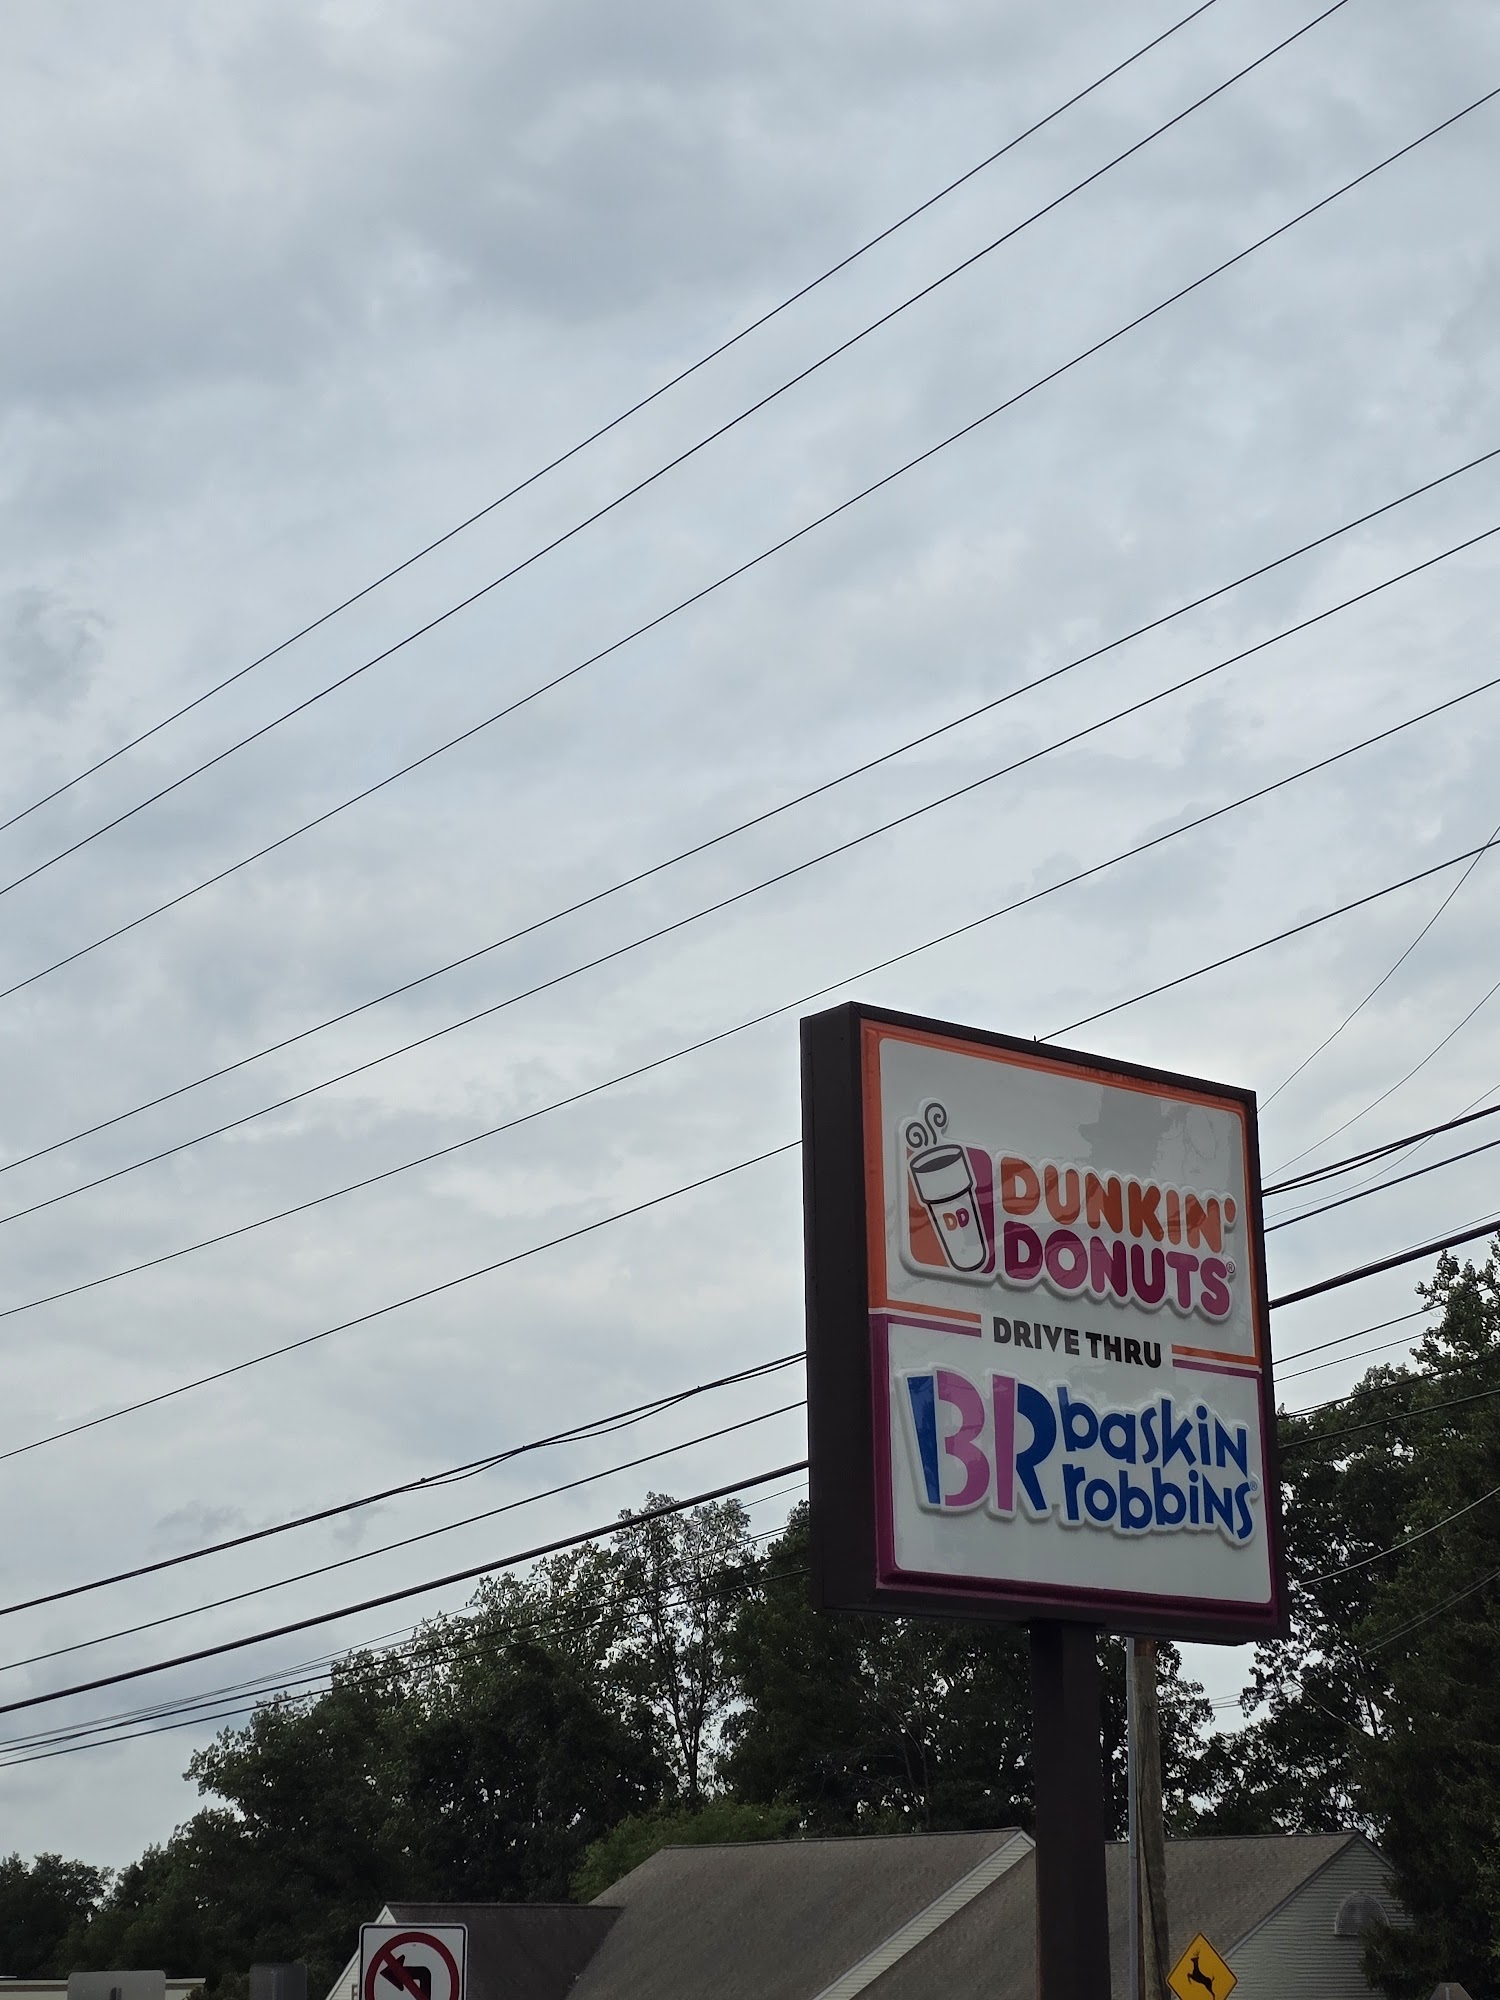 DUNKIN'
DONUTS®
DD
DRIVE THRU
BR
baskin
robbins®